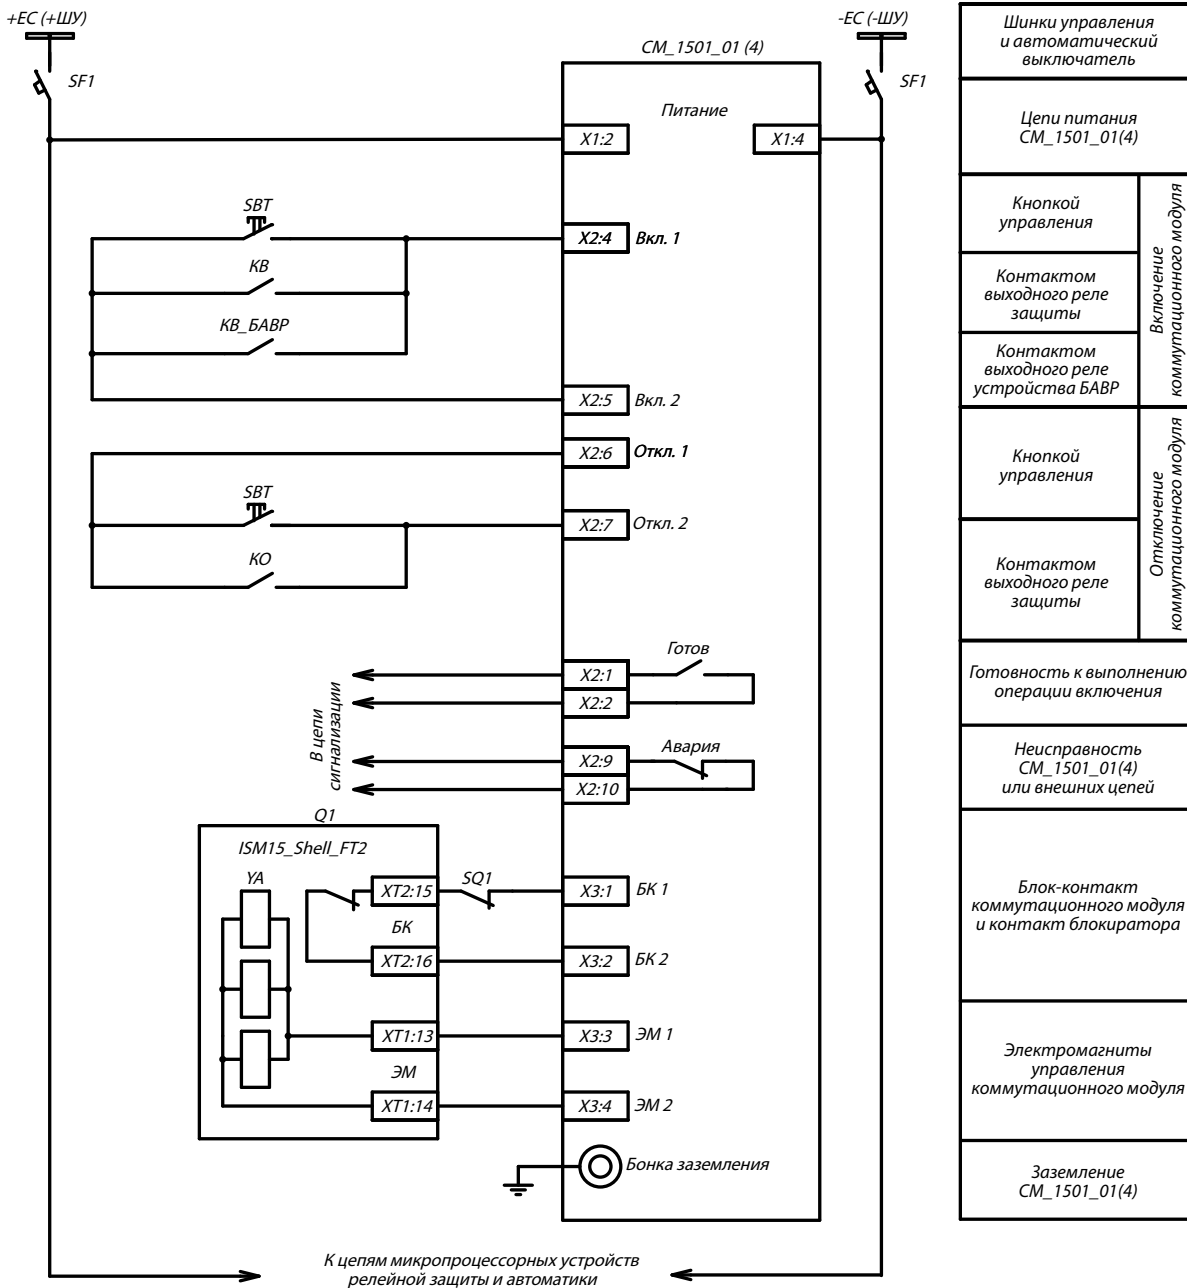 +ЕС (+ШУ)
-ЕС (-ШУ)
СМ_1501_01 (4)
SF1
SF1
Питание
X1:2
X1:4
SBT
X2:4
Вкл. 1
КВ
КВ_БАВР
X2:5
Вкл. 2
X2:6
Откл. 1
SBT
X2:7
Откл. 2
КО
Готов
X2:1
X2:2
В цепи
сигнализации
Авария
X2:9
X2:10
Q1
ISM15_Shell_FT2
YA
XT2:15
SQ1
X3:1
БК 1
БК
XT2:16
X3:2
БК 2
XT1:13
X3:3
ЭМ 1
ЭМ
XT1:14
X3:4
ЭМ 2
Бонка заземления
К цепям микропроцессорных устройств
релейной защиты и автоматики
Шинки управления
и автоматический
выключатель
Цепи питания
СМ_1501_01(4)
Кнопкой
управления
Контактом
выходного реле
защиты
Контактом
выходного реле
устройства БАВР
Включение
коммутационного модуля
Кнопкой
управления
Контактом
выходного реле
защиты
Отключение
коммутационного модуля
Готовность к выполнению
операции включения
Неисправность
СМ_1501_01(4)
или внешних цепей
Блок-контакт
коммутационного модуля
и контакт блокиратора
Электромагниты
управления
коммутационного модуля
Заземление
СМ_1501_01(4)